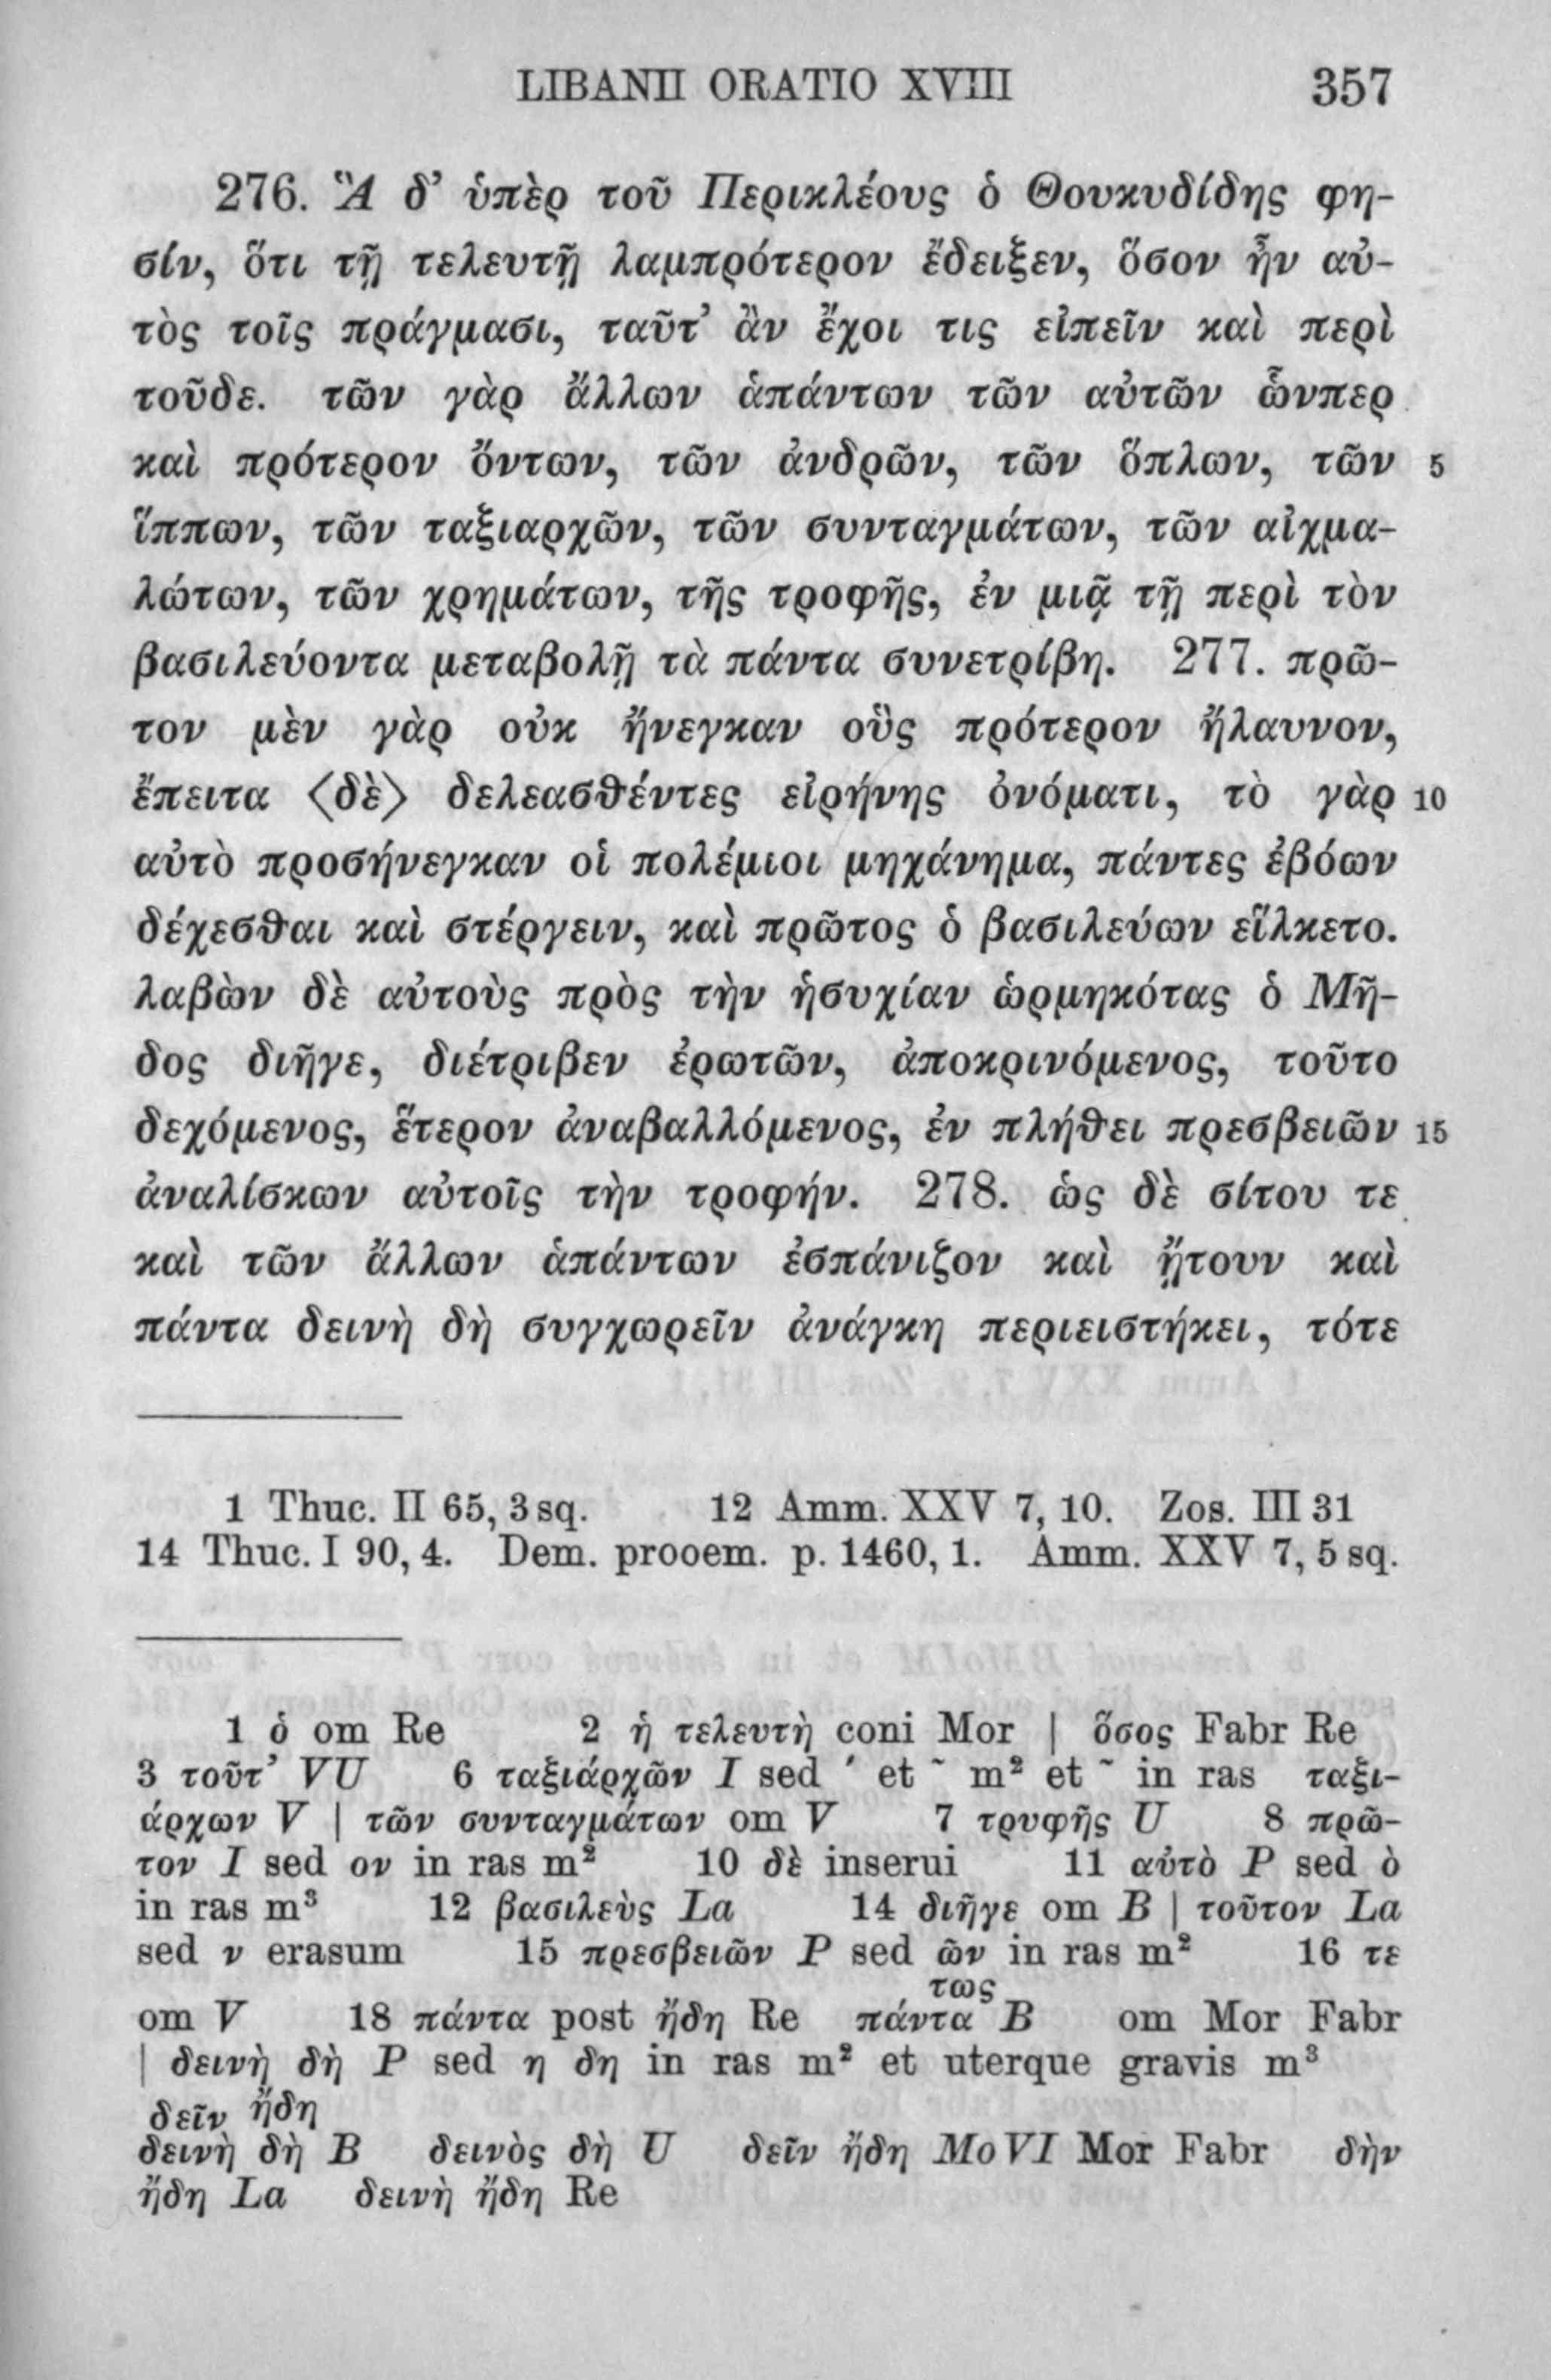 LIBANII ORATIO XVIII 357
276. Ἃ δ’ ὑπὲρ τοῦ Περικλέους ὁ Θουκυδίδης φη-
σίν, ὅτι τῇ τελευτῇ λαμπρότερον ἔδειξεν, ὅσον ἦν αὐ-
τὸς τοῖς πράγμασι, ταῦτ’ ἂν ἔχοι τις εἰπεῖν καὶ περὶ
τοῦδε. τῶν γὰρ ἄλλων ἁπάντων τῶν αὐτῶν ὧνπερ
καὶ πρότερον ὄντων, τῶν ἀνδρῶν, τῶν ὅπλων, τῶν 5
ἵππων, τῶν ταξιαρχῶν, τῶν συνταγμάτων, τῶν αἰχμα-
λώτων, τῶν χρημάτων, τῆς τροφῆς, ἐν μιᾷ τῇ περὶ τὸν
βασιλεύοντα μεταβολῇ τὰ πάντα συνετρίβη. 277. πρῶ-
τον μὲν γὰρ οὐκ ἤνεγκαν οὓς πρότερον ἤλαυνον,
ἔπειτα ⟨δὲ⟩ δελεασθέντες εἰρήνης ὀνόματι, τὸ γὰρ 10
αὐτὸ προσήνεγκαν οἱ πολέμιοι μηχάνημα, πάντες ἐβόων
δέχεσθαι καὶ στέργειν, καὶ πρῶτος ὁ βασιλεύων εἵλκετο.
λαβὼν δὲ αὐτοὺς πρὸς τὴν ἡσυχίαν ὡρμηκότας ὁ Μῆ-
δος διῆγε, διέτριβεν ἐρωτῶν, ἀποκρινόμενος, τοῦτο
δεχόμενος, ἕτερον ἀναβαλλόμενος, ἐν πλήθει πρεσβειῶν 15
ἀναλίσκων αὐτοῖς τὴν τροφήν. 278. ὡς δὲ σίτου τε
καὶ τῶν ἄλλων ἁπάντων ἐσπάνιζον καὶ ᾔτουν καὶ
πάντα δεινὴ δὴ συγχωρεῖν ἀνάγκη περιειστήκει, τότε
1 Thuc. II 65, 3 sq. 12 Amm. XXV 7, 10. Zos. III 31
14 Thuc. I 90, 4. Dem. prooem. p. 1460, 1. Amm. XXV 7, 5 sq.
1 ὁ om Re 2 ἡ τελευτὴ coni Mor | ὅσος Fabr Re
3 τοῦτ’ VU 6 ταξιάρχῶν I sed ´ et ῀ m² et ῀ in ras ταξι-
άρχων V | τῶν συνταγμάτων om V 7 τρυφῆς U 8 πρῶ-
τον I sed ον in ras m² 10 δὲ inserui 11 αὐτὸ P sed ὸ
in ras m³ 12 βασιλεὺς La 14 διῆγε om B | τοῦτον La
sed ν erasum 15 πρεσβειῶν P sed ῶν in ras m² 16 τε
τως
om V 18 πάντα post ἤδη Re πάντα B om Mor Fabr
| δεινὴ δὴ P sed η δη in ras m² et uterque gravis m³
δεῖν ἤδη
δεινὴ δὴ B δεινὸς δὴ U δεῖν ἤδη MoVI Mor Fabr δὴν
ἤδη La δεινὴ ἤδη Re